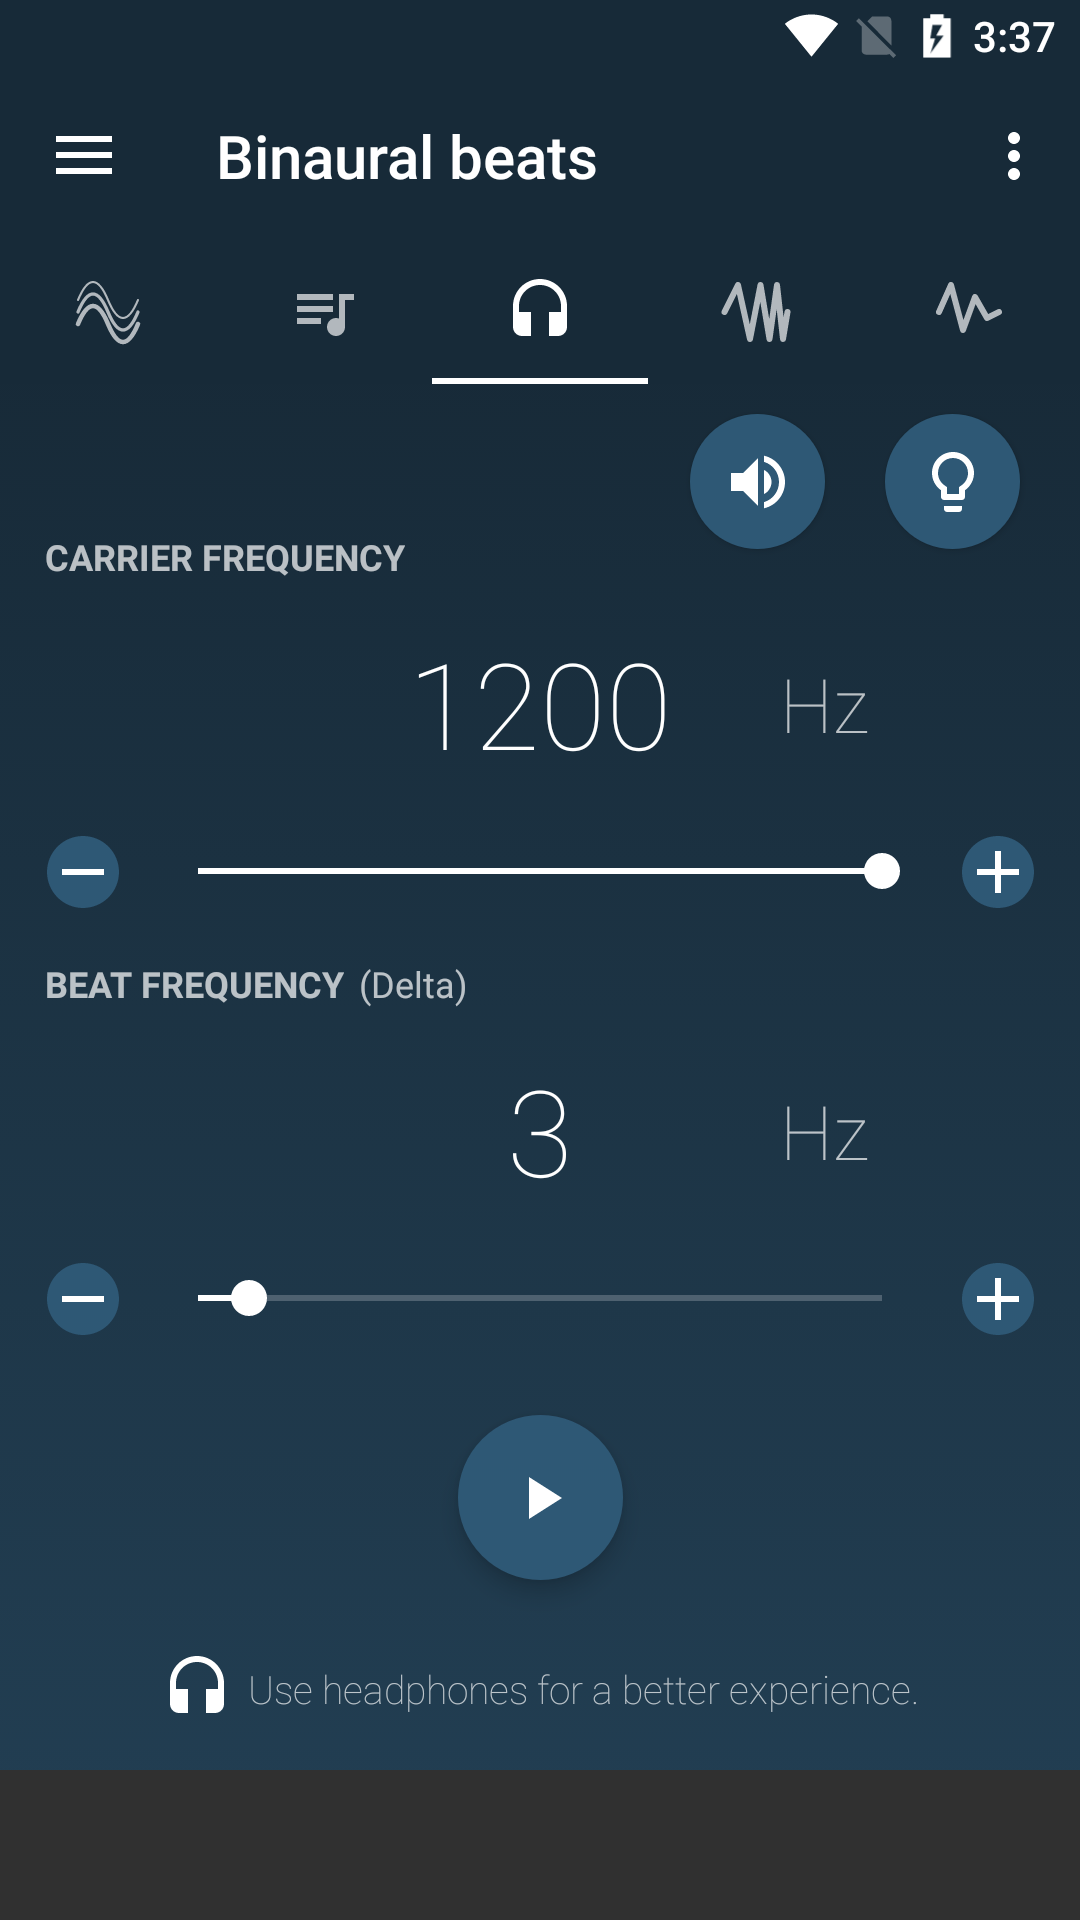 3:37
Binaural beats
CARRIER FREQUENCY
1200 Hz
BEAT FREQUENCY (Delta)
3 Hz
Use headphones for a better experience.